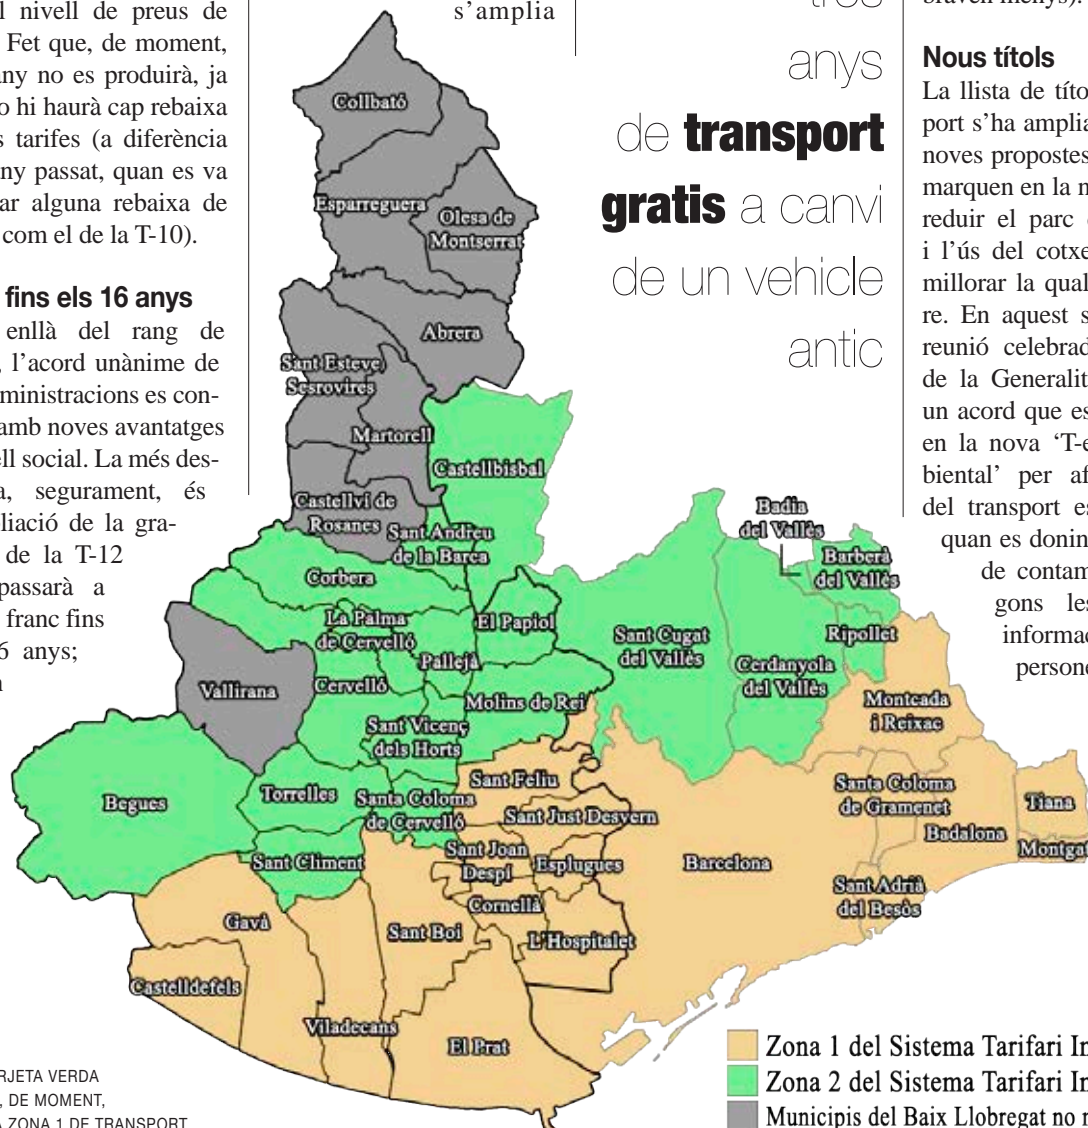 l nivell de preus de
Fet que, de moment,
any no es produirà, ja
o hi haurà cap rebaixa
s tarifes (a diferència
ny passat, quan es va
ar alguna rebaixa de
com el de la T-10).
fins els 16 anys
enllà del rang de
, l’acord unànime de
ministracions es con-
amb noves avantatges
ell social. La més des-
a, segurament, és
liació de la gra-
de la T-12
passarà a
franc fins
6 anys;
s’amplia
tres
anys
de transport
gratis a canvi
de un vehicle
antic
Nous títols
La llista de títo
port s’ha amplia
noves propostes
marquen en la n
reduir el parc
i l’ús del cotxe
millorar la qual
re. En aquest s
reunió celebrad
de la Generalit
un acord que es
en la nova ‘T-e
biental’ per af
del transport es
quan es donin
de contam
gons les
informac
persone
Collbató
Esparreguera
Olesa de
Montserrat
Abrera
Sant Esteve
Sesrovires
Martorell
Castellbisbal
Castellví de
Rosanes
Sant Andreu
de la Barca
Badia
del Vallès
Barberà
del Vallès
Corbera
La Palma
de Cervelló
El Papiol
Sant Cugat
del Vallès
Ripollet
Pallejà
Cerdanyola
del Vallès
Vallirana
Cervelló
Molins de Rei
Montcada
i Reixac
Sant Vicenç
dels Horts
Begues
Torrelles
Santa Coloma
de Cervelló
Sant Feliu
Sant Just Desvern
Santa Coloma
de Gramenet
Tiana
Badalona
Montgat
Sant Climent
Sant Joan
Despí
Esplugues
Barcelona
Sant Adrià
del Besòs
Cornellà
Gavà
Sant Boi
L’Hospitalet
Castelldefels
Viladecans
El Prat
Zona 1 del Sistema Tarifari In
Zona 2 del Sistema Tarifari In
Municipis del Baix Llobregat no
RJETA VERDA
, DE MOMENT,
A ZONA 1 DE TRANSPORT